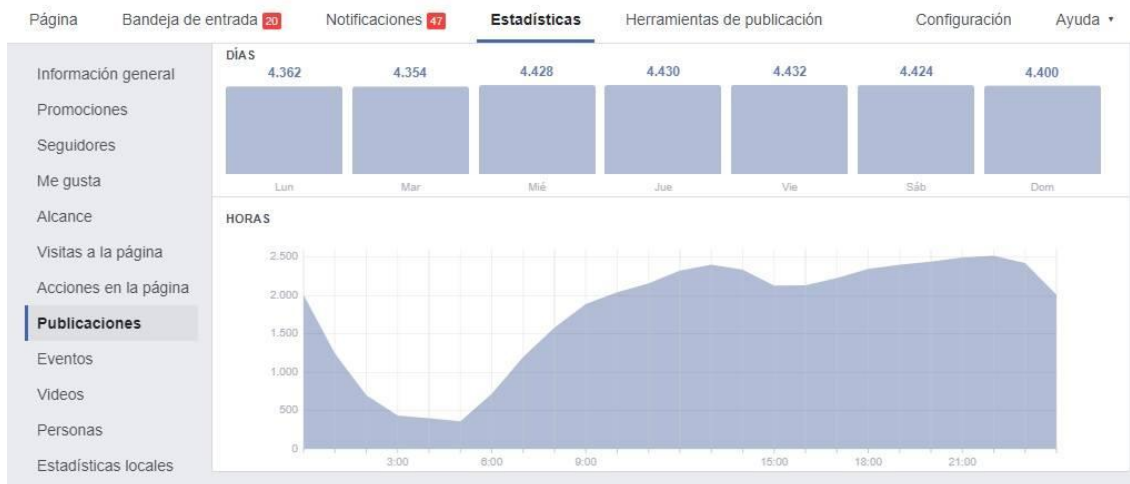 Página Bandeja de entrada 20 Notificaciones 47 Estadísticas Herramientas de publicación Configuración Ayuda
Información general
Promociones
Seguidores
Me gusta
Alcance
Visitas a la página
Acciones en la página
Publicaciones
Eventos
Videos
Personas
Estadísticas locales
DÍAS
4.362 4.354 4.428 4.430 4.432 4.424 4.400
Lun Mar Mié Jue Vie Sáb Dom
HORAS
2.500
2.000
1.500
1.000
500
0
3:00 6:00 9:00 15:00 18:00 21:00